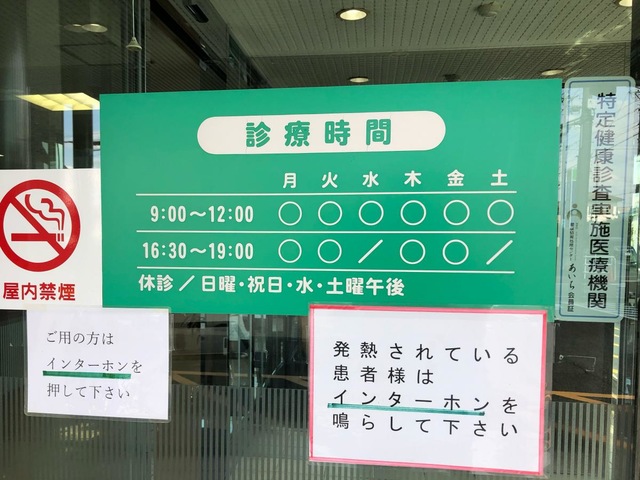 診療時間
月 火 水 木 金 土
9:00～12:00 ○ ○ ○ ○ ○ ○
16:30～19:00 ○ ○ ／ ○ ○ ／
休診／日曜・祝日・水・土曜午後
屋内禁煙
特定健康診査実施医療機関
あいち会員証
ご用の方は
インターホンを
押して下さい
発熱されている
患者様は
インターホンを
鳴らして下さい